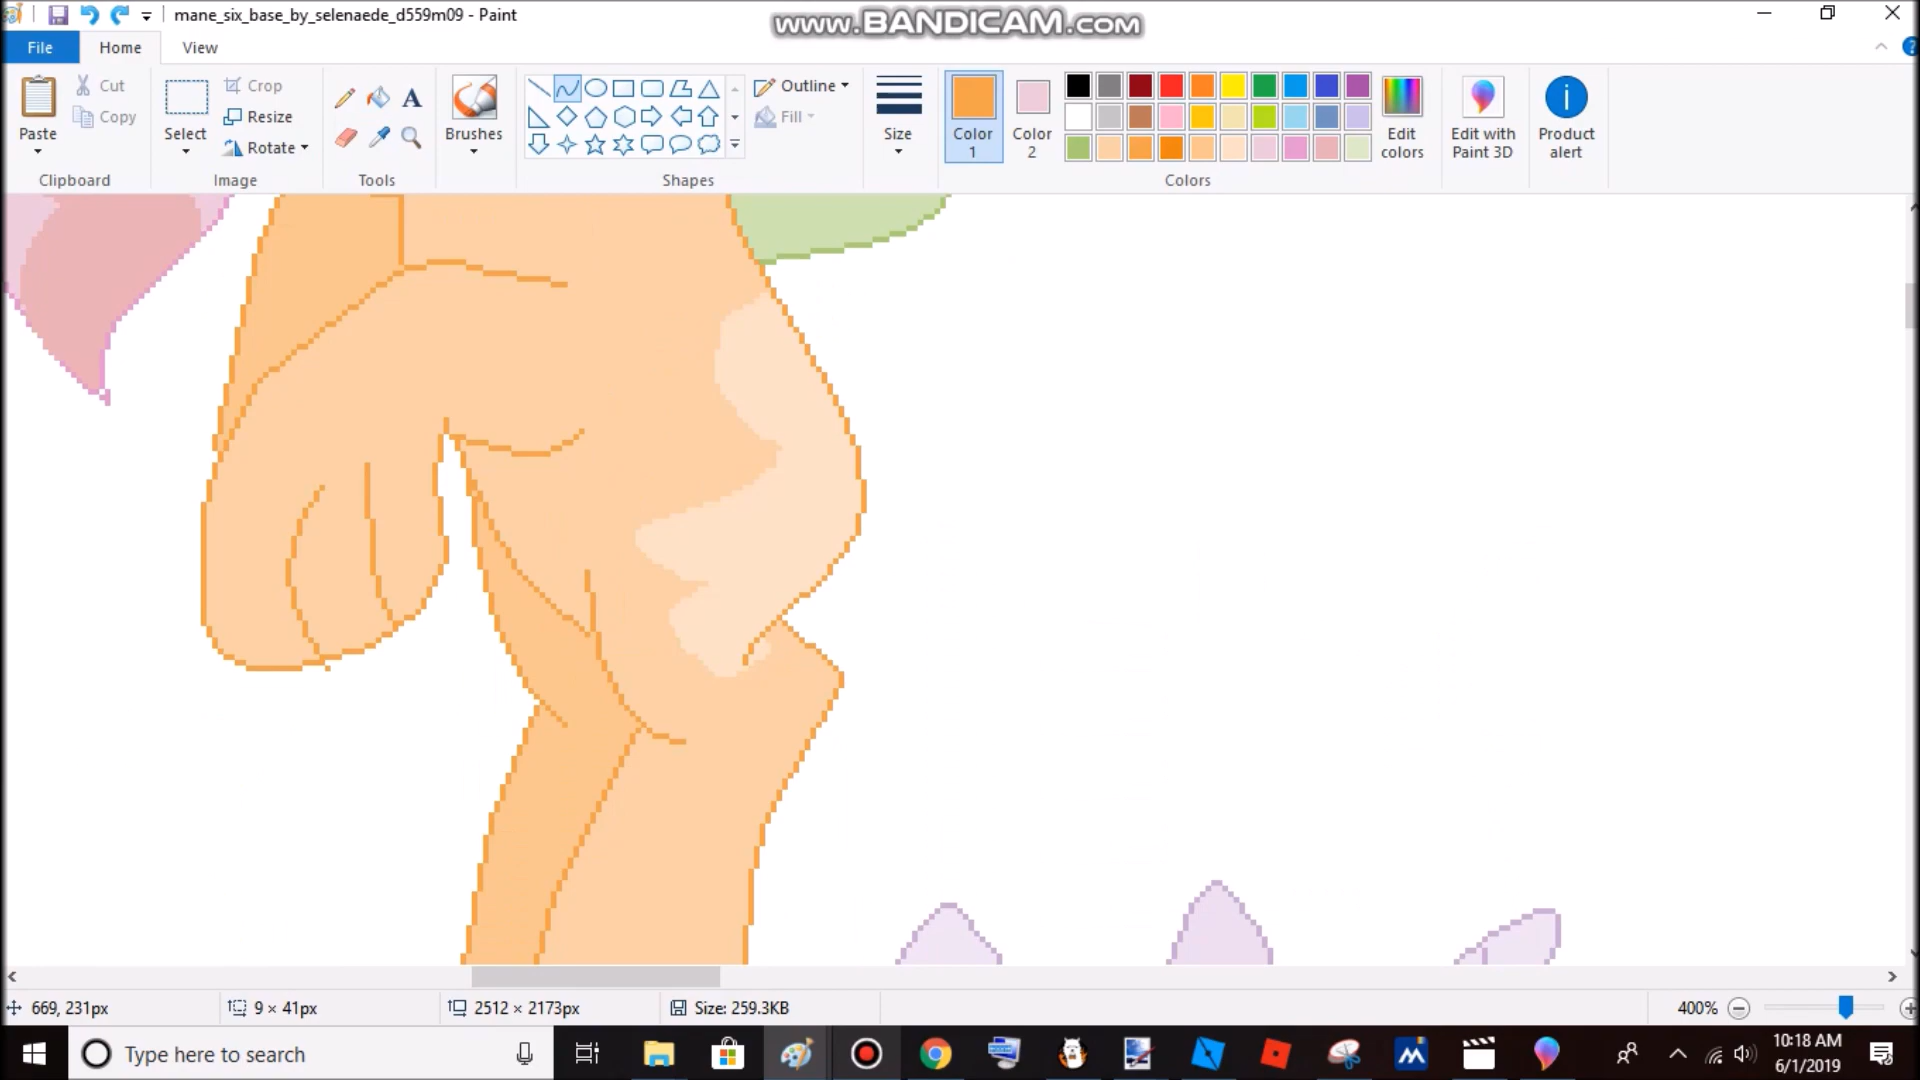 mane_six_base_by_selenaede_d559m09 - Paint
www.BANDICAM.com
File
Home
View
Paste
Cut
Copy
Clipboard
Select
Crop
Resize
Rotate
Image
A
Tools
Brushes
Shapes
Outline
Fill
Size
Color 1
Color 2
Colors
Edit colors
Edit with Paint 3D
Product alert
669, 231px
9 × 41px
2512 × 2173px
Size: 259.3KB
400%
Type here to search
10:18 AM
6/1/2019